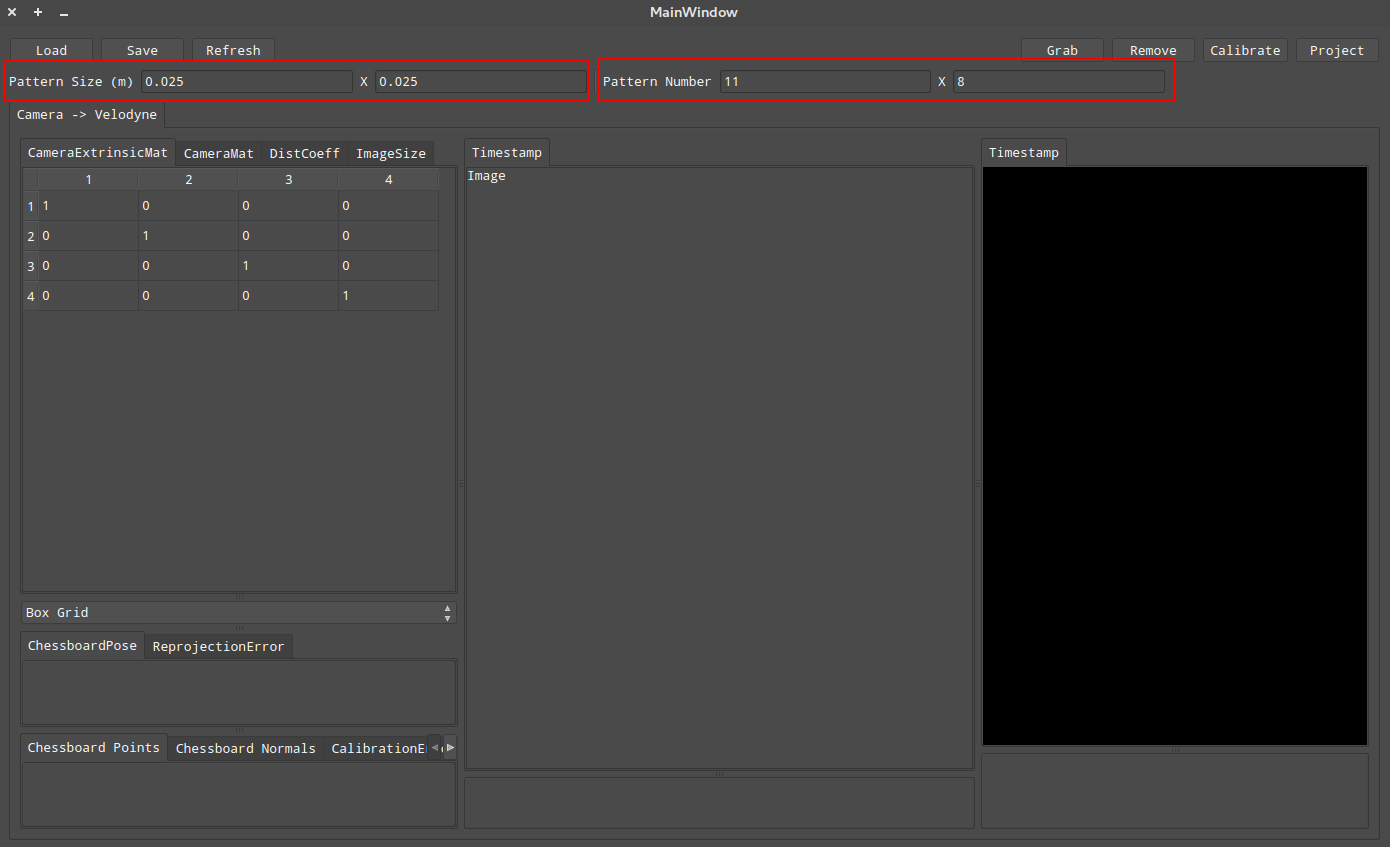 MainWindow
Load Save Refresh Grab Remove Calibrate Project
Pattern Size (m) 0.025 X 0.025 Pattern Number 11 X 8
Camera -> Velodyne
CameraExtrinsicMat CameraMat DistCoeff ImageSize Timestamp Timestamp
Image
1 2 3 4
1 1 0 0 0
2 0 1 0 0
3 0 0 1 0
4 0 0 0 1
Box Grid
ChessboardPose ReprojectionError
Chessboard Points Chessboard Normals